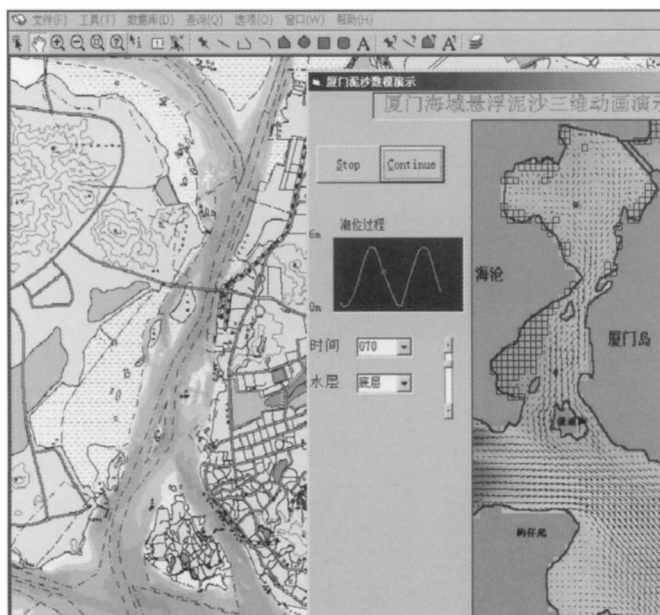 文件(F) 工具(T) 数据库(D) 查询(Q) 选项(O) 窗口(W) 帮助(H)
厦门泥沙数模演示
厦门海域悬浮泥沙三维动画演示
Stop Continue
潮位过程
6m
0m
时间 070
水层 底层
海沧
厦门岛